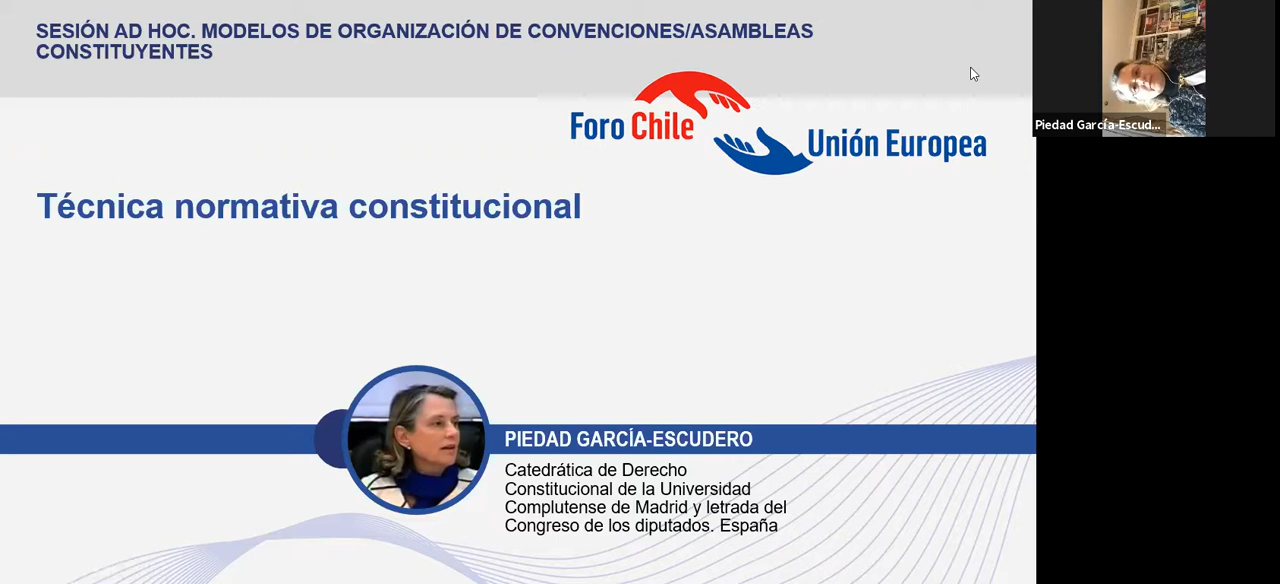 SESIÓN AD HOC. MODELOS DE ORGANIZACIÓN DE CONVENCIONES/ASAMBLEAS
CONSTITUYENTES
Foro Chile
Unión Europea
Piedad García-Escud...
Técnica normativa constitucional
PIEDAD GARCÍA-ESCUDERO
Catedrática de Derecho
Constitucional de la Universidad
Complutense de Madrid y letrada del
Congreso de los diputados. España